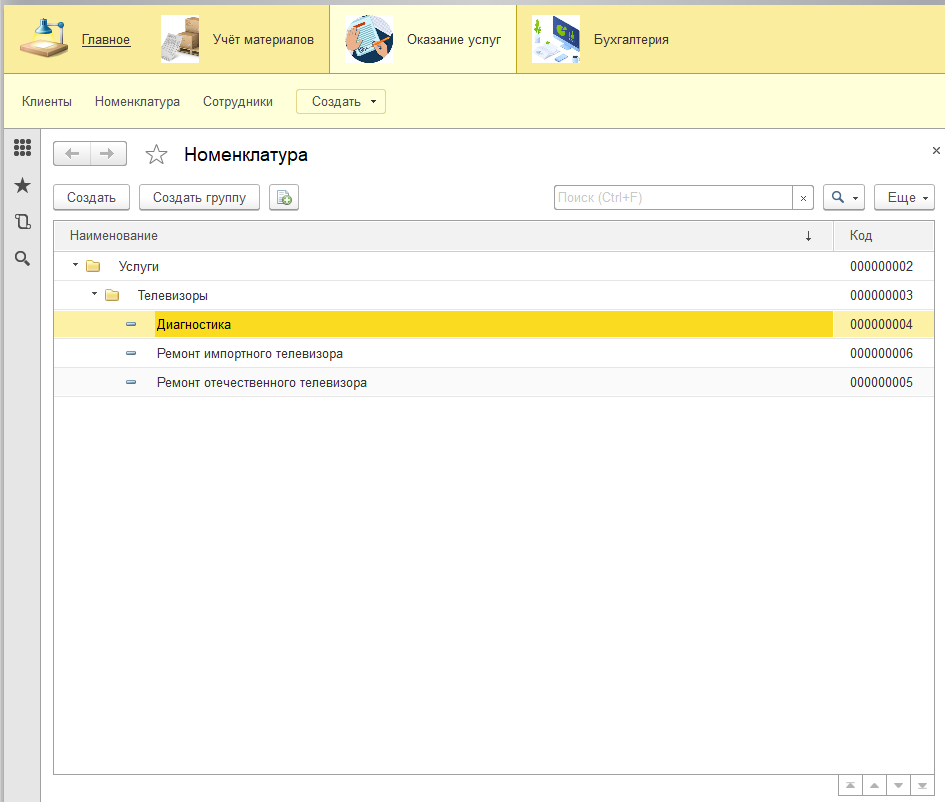 Главное Учёт материалов Оказание услуг Бухгалтерия
Клиенты Номенклатура Сотрудники Создать
Номенклатура
Создать Создать группу Поиск (Ctrl+F) × Еще
Наименование ↓ Код
Услуги 000000002
Телевизоры 000000003
Диагностика 000000004
Ремонт импортного телевизора 000000006
Ремонт отечественного телевизора 000000005